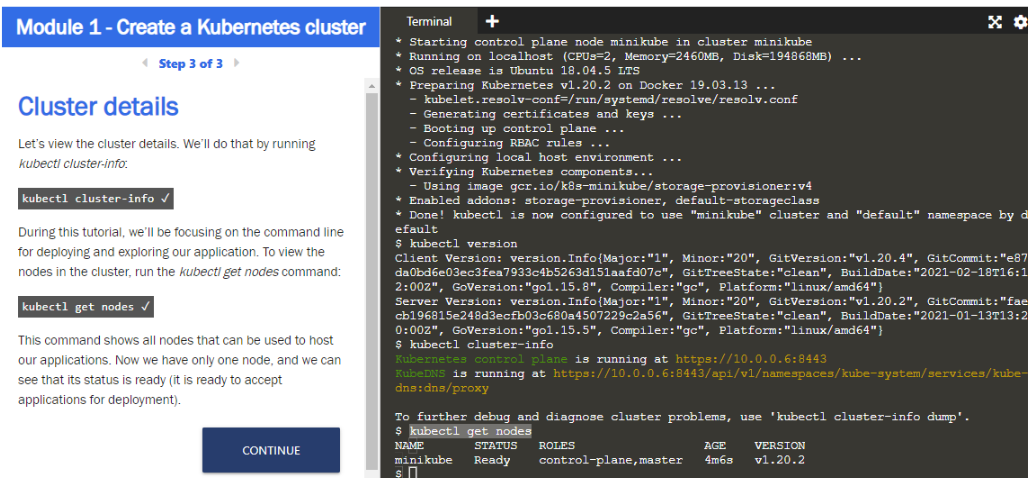 Module 1 - Create a Kubernetes cluster
Step 3 of 3
Cluster details
Let's view the cluster details. We'll do that by running
kubectl cluster-info:
kubectl cluster-info ✓
During this tutorial, we'll be focusing on the command line
for deploying and exploring our application. To view the
nodes in the cluster, run the kubectl get nodes command:
kubectl get nodes ✓
This command shows all nodes that can be used to host
our applications. Now we have only one node, and we can
see that its status is ready (it is ready to accept
applications for deployment).
CONTINUE
Terminal +
* Starting control plane node minikube in cluster minikube
* Running on localhost (CPUs=2, Memory=2460MB, Disk=194868MB) ...
* OS release is Ubuntu 18.04.5 LTS
* Preparing Kubernetes v1.20.2 on Docker 19.03.13 ...
- kubelet.resolv-conf=/run/systemd/resolve/resolv.conf
- Generating certificates and keys ...
- Booting up control plane ...
- Configuring RBAC rules ...
* Configuring local host environment ...
* Verifying Kubernetes components...
- Using image gcr.io/k8s-minikube/storage-provisioner:v4
* Enabled addons: storage-provisioner, default-storageclass
* Done! kubectl is now configured to use "minikube" cluster and "default" namespace by d
efault
$ kubectl version
Client Version: version.Info{Major:"1", Minor:"20", GitVersion:"v1.20.4", GitCommit:"e87
da0bd6e03ec3fea7933c4b5263d151aafd07c", GitTreeState:"clean", BuildDate:"2021-02-18T16:1
2:00Z", GoVersion:"go1.15.8", Compiler:"gc", Platform:"linux/amd64"}
Server Version: version.Info{Major:"1", Minor:"20", GitVersion:"v1.20.2", GitCommit:"fae
cb196815e248d3ecfb03c680a4507229c2a56", GitTreeState:"clean", BuildDate:"2021-01-13T13:2
0:00Z", GoVersion:"go1.15.5", Compiler:"gc", Platform:"linux/amd64"}
$ kubectl cluster-info
Kubernetes control plane is running at https://10.0.0.6:8443
KubeDNS is running at https://10.0.0.6:8443/api/v1/namespaces/kube-system/services/kube-
dns:dns/proxy
To further debug and diagnose cluster problems, use 'kubectl cluster-info dump'.
$ kubectl get nodes
NAME STATUS ROLES AGE VERSION
minikube Ready control-plane,master 4m6s v1.20.2
$